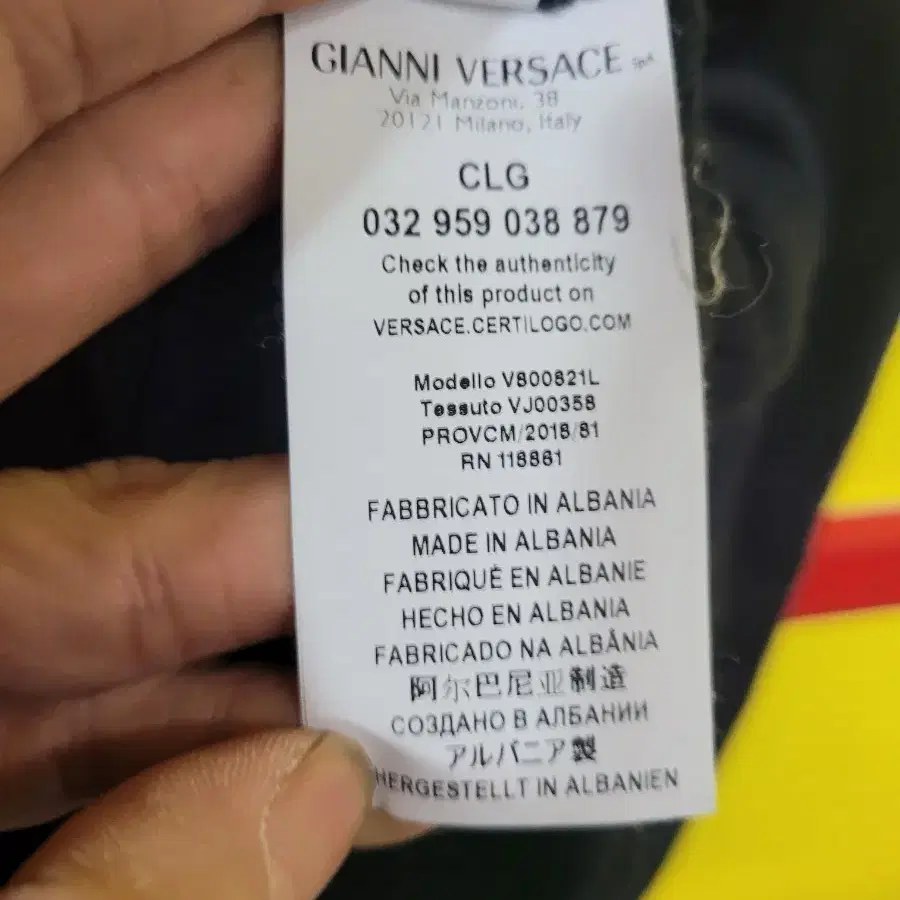 GIANNI VERSACE SpA
Via Manzoni, 38
20121 Milano, Italy
CLG
032 959 038 879
Check the authenticity
of this product on
VERSACE.CERTILOGO.COM
Modello V800821L
Tessuto VJ00358
PROVCM/2018/81
RN 118861
FABBRICATO IN ALBANIA
MADE IN ALBANIA
FABRIQUÉ EN ALBANIE
HECHO EN ALBANIA
FABRICADO NA ALBÂNIA
阿尔巴尼亚制造
СОЗДАНО В АЛБАНИИ
アルバニア製
HERGESTELLT IN ALBANIEN